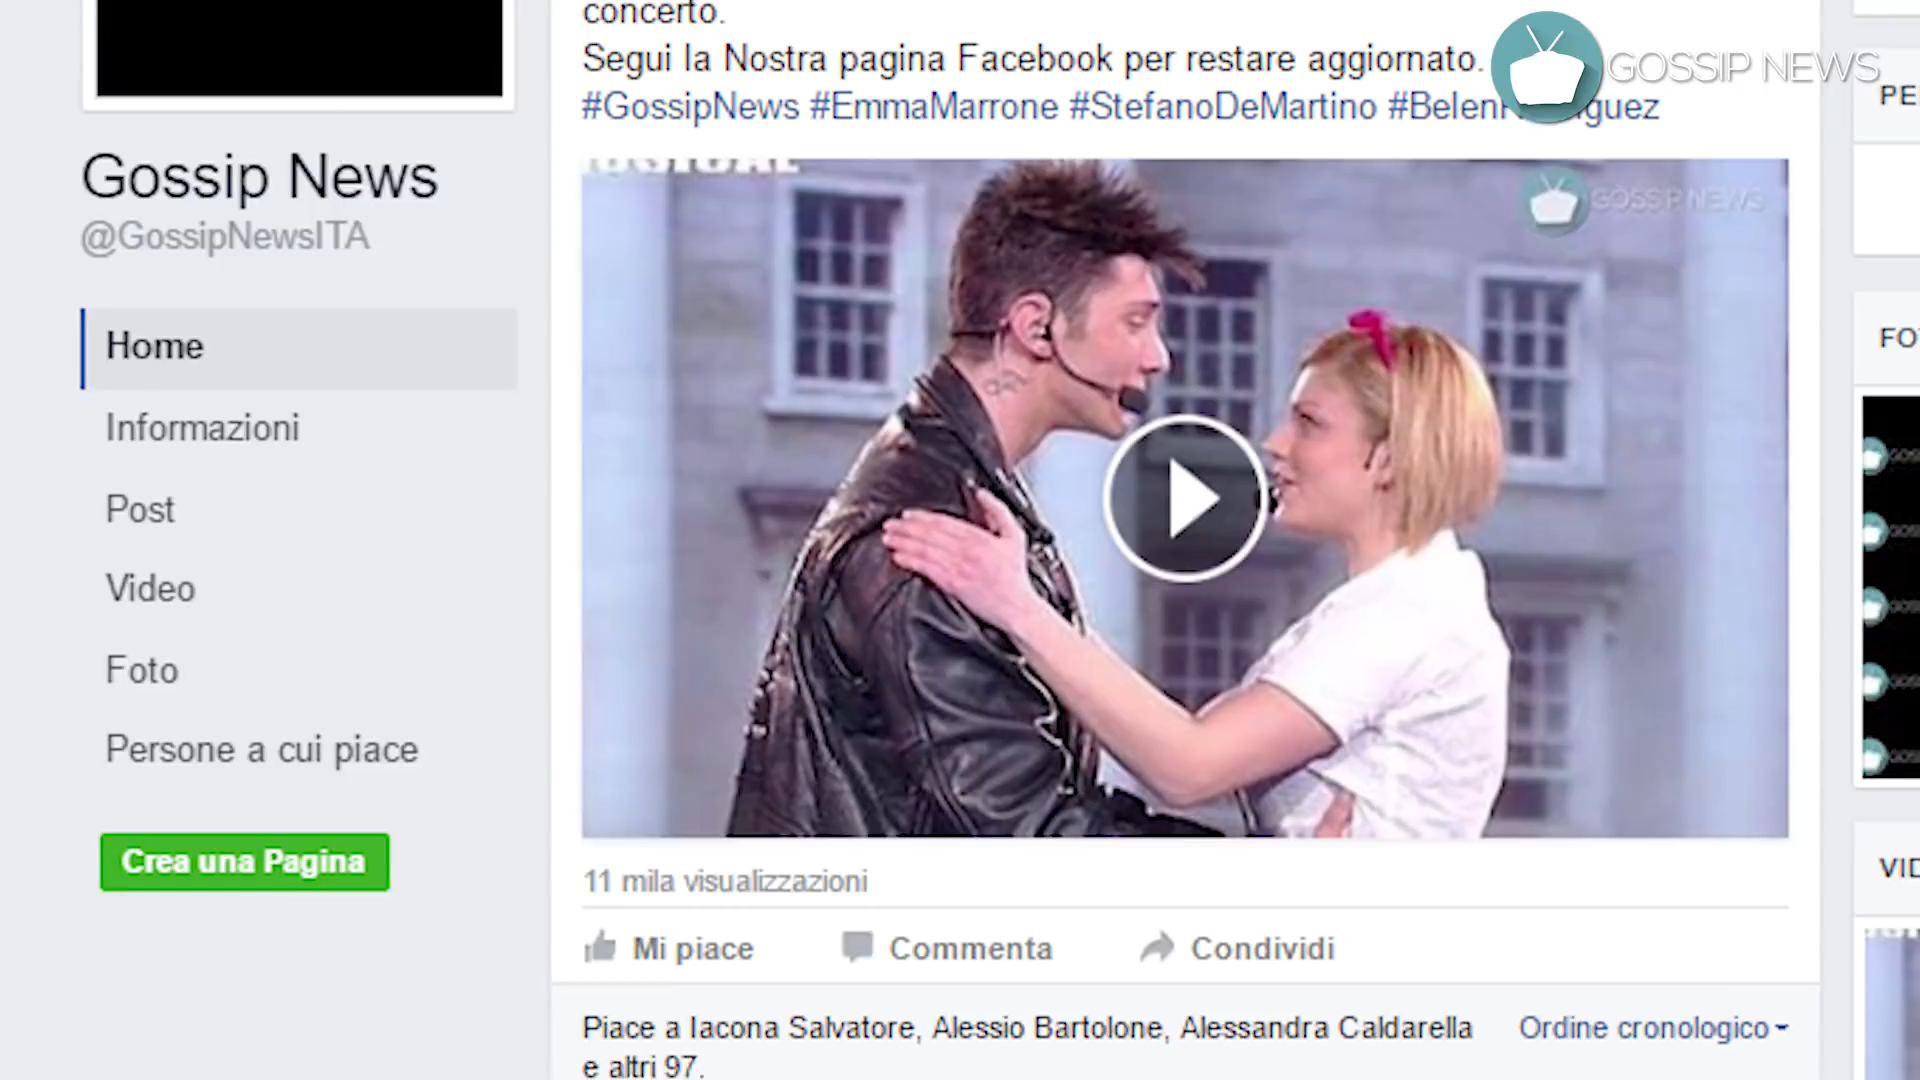 concerto.
Segui la Nostra pagina Facebook per restare aggiornato.
#GossipNews #EmmaMarrone #StefanoDeMartino
GOSSIP NEWS
GOSSIP NEWS
Gossip News
@GossipNewsITA
Home
Informazioni
Post
Video
Foto
Persone a cui piace
Crea una Pagina
11 mila visualizzazioni
Mi piace Commenta Condividi
Piace a Iacona Salvatore, Alessio Bartolone, Alessandra Caldarella
e altri 97.
Ordine cronologico